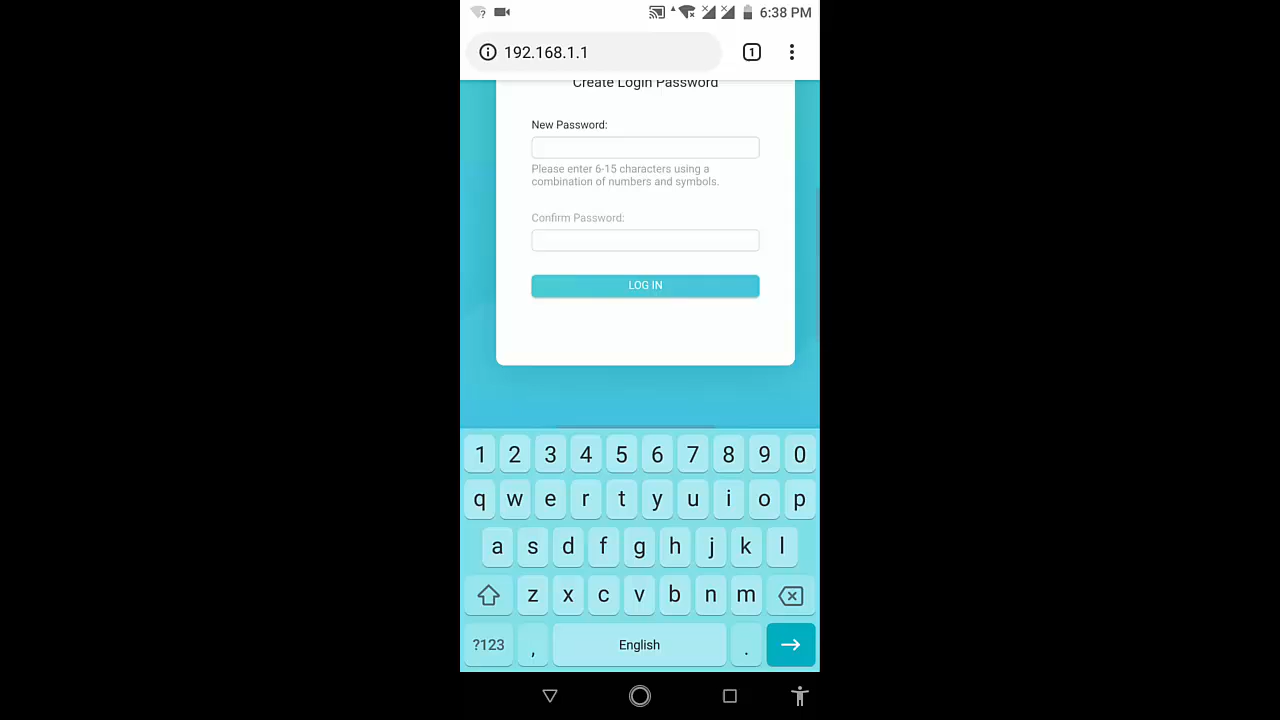 6:38 PM
192.168.1.1
1
Create Login Password
New Password:
Please enter 6-15 characters using a
combination of numbers and symbols.
Confirm Password:
LOG IN
1 2 3 4 5 6 7 8 9 0
q w e r t y u i o p
a s d f g h j k l
z x c v b n m
?123 , English .